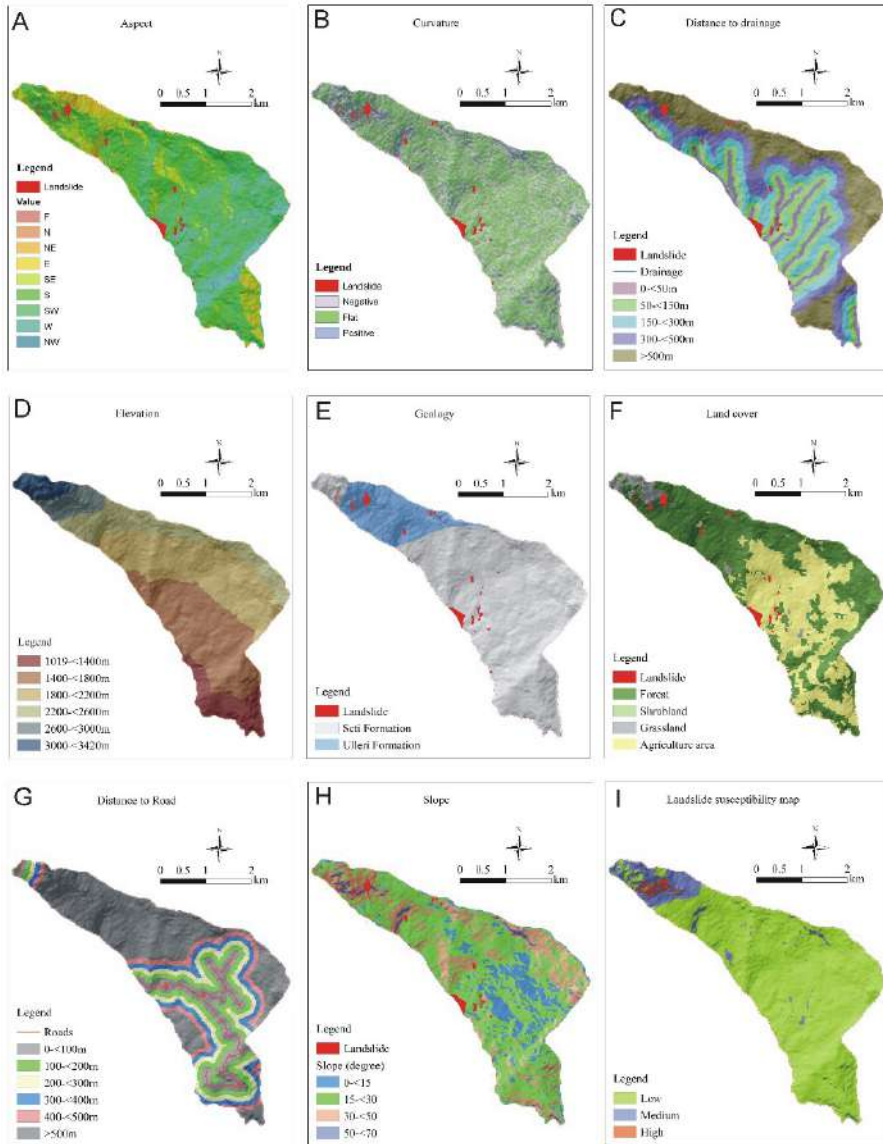 A
Aspect
N
0 0.5 1 2
km
Legend
Landslide
Value
F
N
NE
E
SE
S
SW
W
NW
B
Curvature
N
0 0.5 1 2
km
Legend
Landslide
Negative
Flat
Positive
C
Distance to drainage
N
0 0.5 1 2
km
Legend
Landslide
Drainage
0-<50m
50-<150m
150-<300m
300-<500m
>500m
D
Elevation
N
0 0.5 1 2
km
Legend
1019-<1400m
1400-<1800m
1800-<2200m
2200-<2600m
2600-<3000m
3000-<3420m
E
Geology
N
0 0.5 1 2
km
Legend
Landslide
Seti Formation
Ulleri Formation
F
Land cover
N
0 0.5 1 2
km
Legend
Landslide
Forest
Shrubland
Grassland
Agriculture area
G
Distance to Road
N
0 0.5 1 2
km
Legend
Roads
0-<100m
100-<200m
200-<300m
300-<400m
400-<500m
>500m
H
Slope
N
0 0.5 1 2
km
Legend
Landslide
Slope (degree)
0-<15
15-<30
30-<50
50-<70
I
Landslide susceptibility map
N
0 0.5 1 2
km
Legend
Low
Medium
High